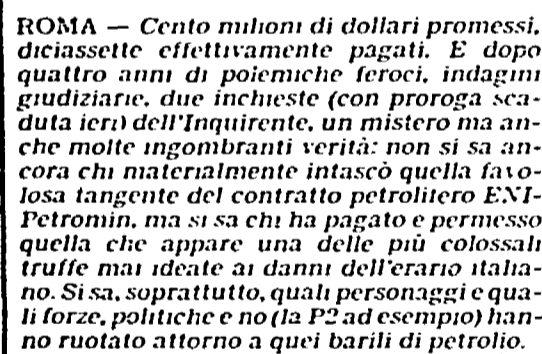 ROMA — Cento milioni di dollari promessi,
diciassette effettivamente pagati. E dopo
quattro anni di polemiche feroci, indagini
giudiziarie, due inchieste (con proroga sca-
duta ieri) dell'Inquirente, un mistero ma an-
che molte ingombranti verità: non si sa an-
cora chi materialmente intascò quella favo-
losa tangente del contratto petrolifero ENI-
Petromin, ma si sa chi ha pagato e permesso
quella che appare una delle più colossali
truffe mai ideate ai danni dell'erario italia-
no. Si sa, soprattutto, quali personaggi e qua-
li forze, politiche e no (la P2 ad esempio) han-
no ruotato attorno a quei barili di petrolio.